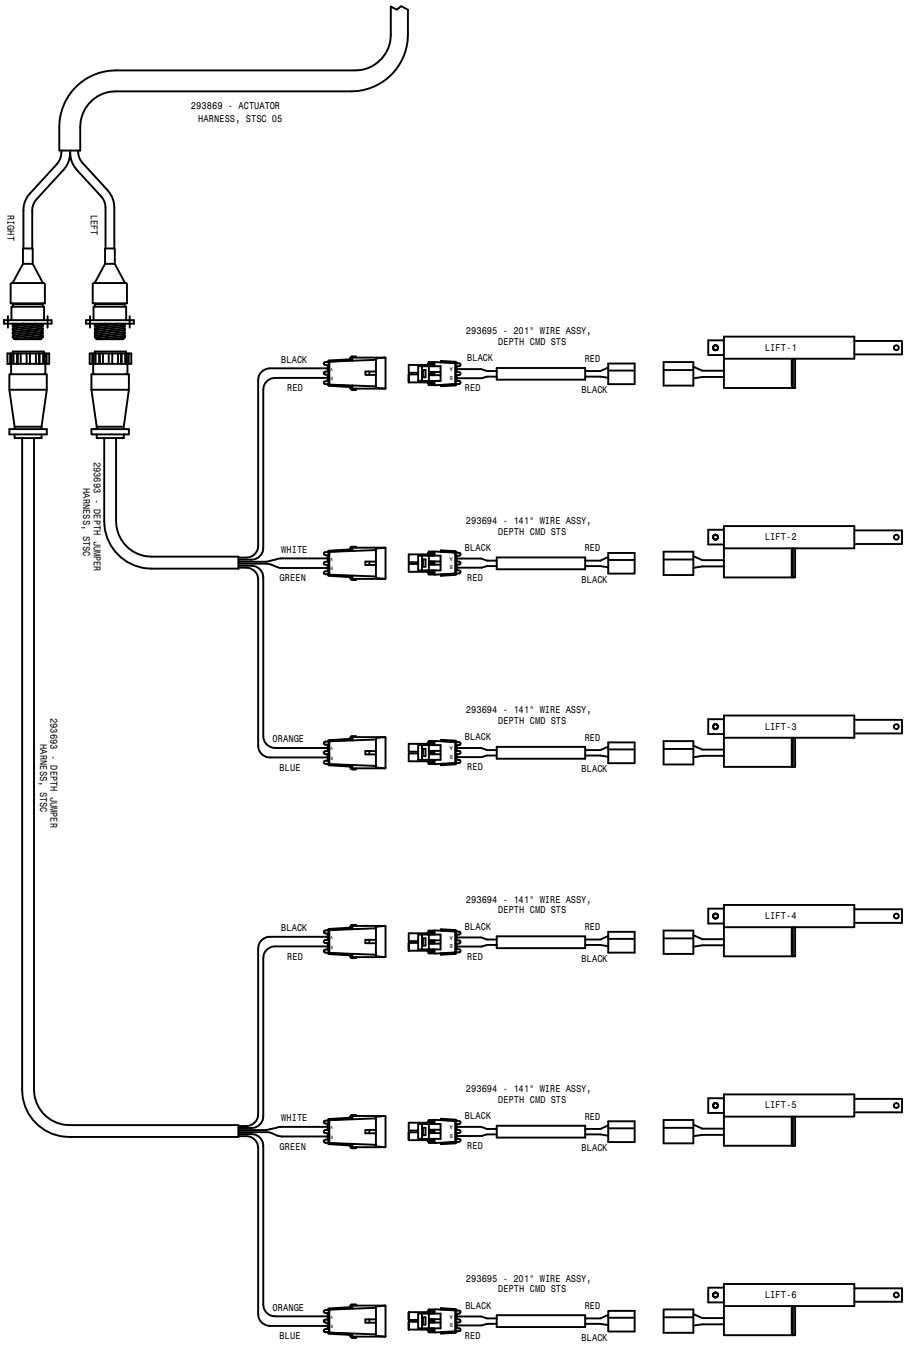 293869 - ACTUATOR
HARNESS, STSC 05
RIGHT
LEFT
293693 - DEPTH JUMPER
HARNESS, STSC
293693 - DEPTH JUMPER
HARNESS, STSC
BLACK
RED
A
B
293695 - 201" WIRE ASSY,
DEPTH CMD STS
BLACK
RED
A
B
RED
BLACK
LIFT-1
WHITE
GREEN
A
B
293694 - 141" WIRE ASSY,
DEPTH CMD STS
BLACK
RED
A
B
RED
BLACK
LIFT-2
ORANGE
BLUE
A
B
293694 - 141" WIRE ASSY,
DEPTH CMD STS
BLACK
RED
A
B
RED
BLACK
LIFT-3
BLACK
RED
A
B
293694 - 141" WIRE ASSY,
DEPTH CMD STS
BLACK
RED
A
B
RED
BLACK
LIFT-4
WHITE
GREEN
A
B
293694 - 141" WIRE ASSY,
DEPTH CMD STS
BLACK
RED
A
B
RED
BLACK
LIFT-5
ORANGE
BLUE
A
B
293695 - 201" WIRE ASSY,
DEPTH CMD STS
BLACK
RED
A
B
RED
BLACK
LIFT-6